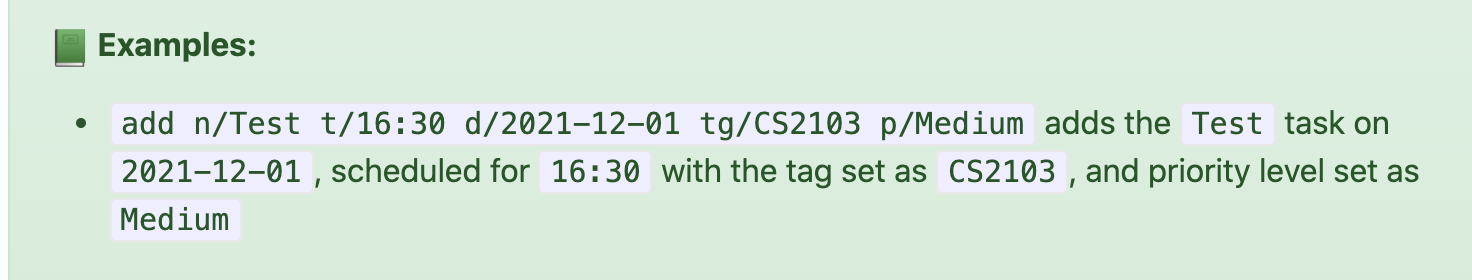 Examples:
• add n/Test t/16:30 d/2021-12-01 tg/CS2103 p/Medium adds the Test task on
2021-12-01, scheduled for 16:30 with the tag set as CS2103, and priority level set as
Medium